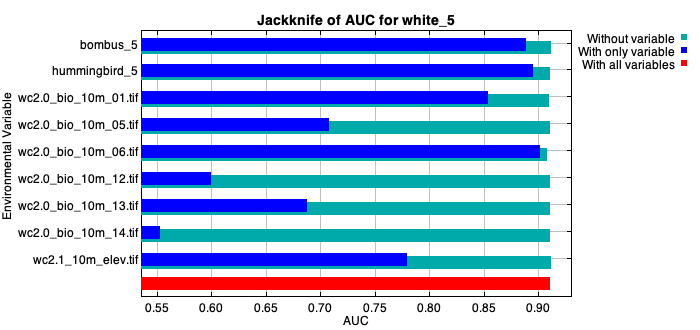 Jackknife of AUC for white_5
Without variable
With only variable
With all variables
Environmental Variable
bombus_5
hummingbird_5
wc2.0_bio_10m_01.tif
wc2.0_bio_10m_05.tif
wc2.0_bio_10m_06.tif
wc2.0_bio_10m_12.tif
wc2.0_bio_10m_13.tif
wc2.0_bio_10m_14.tif
wc2.1_10m_elev.tif
0.55 0.60 0.65 0.70 0.75 0.80 0.85 0.90
AUC